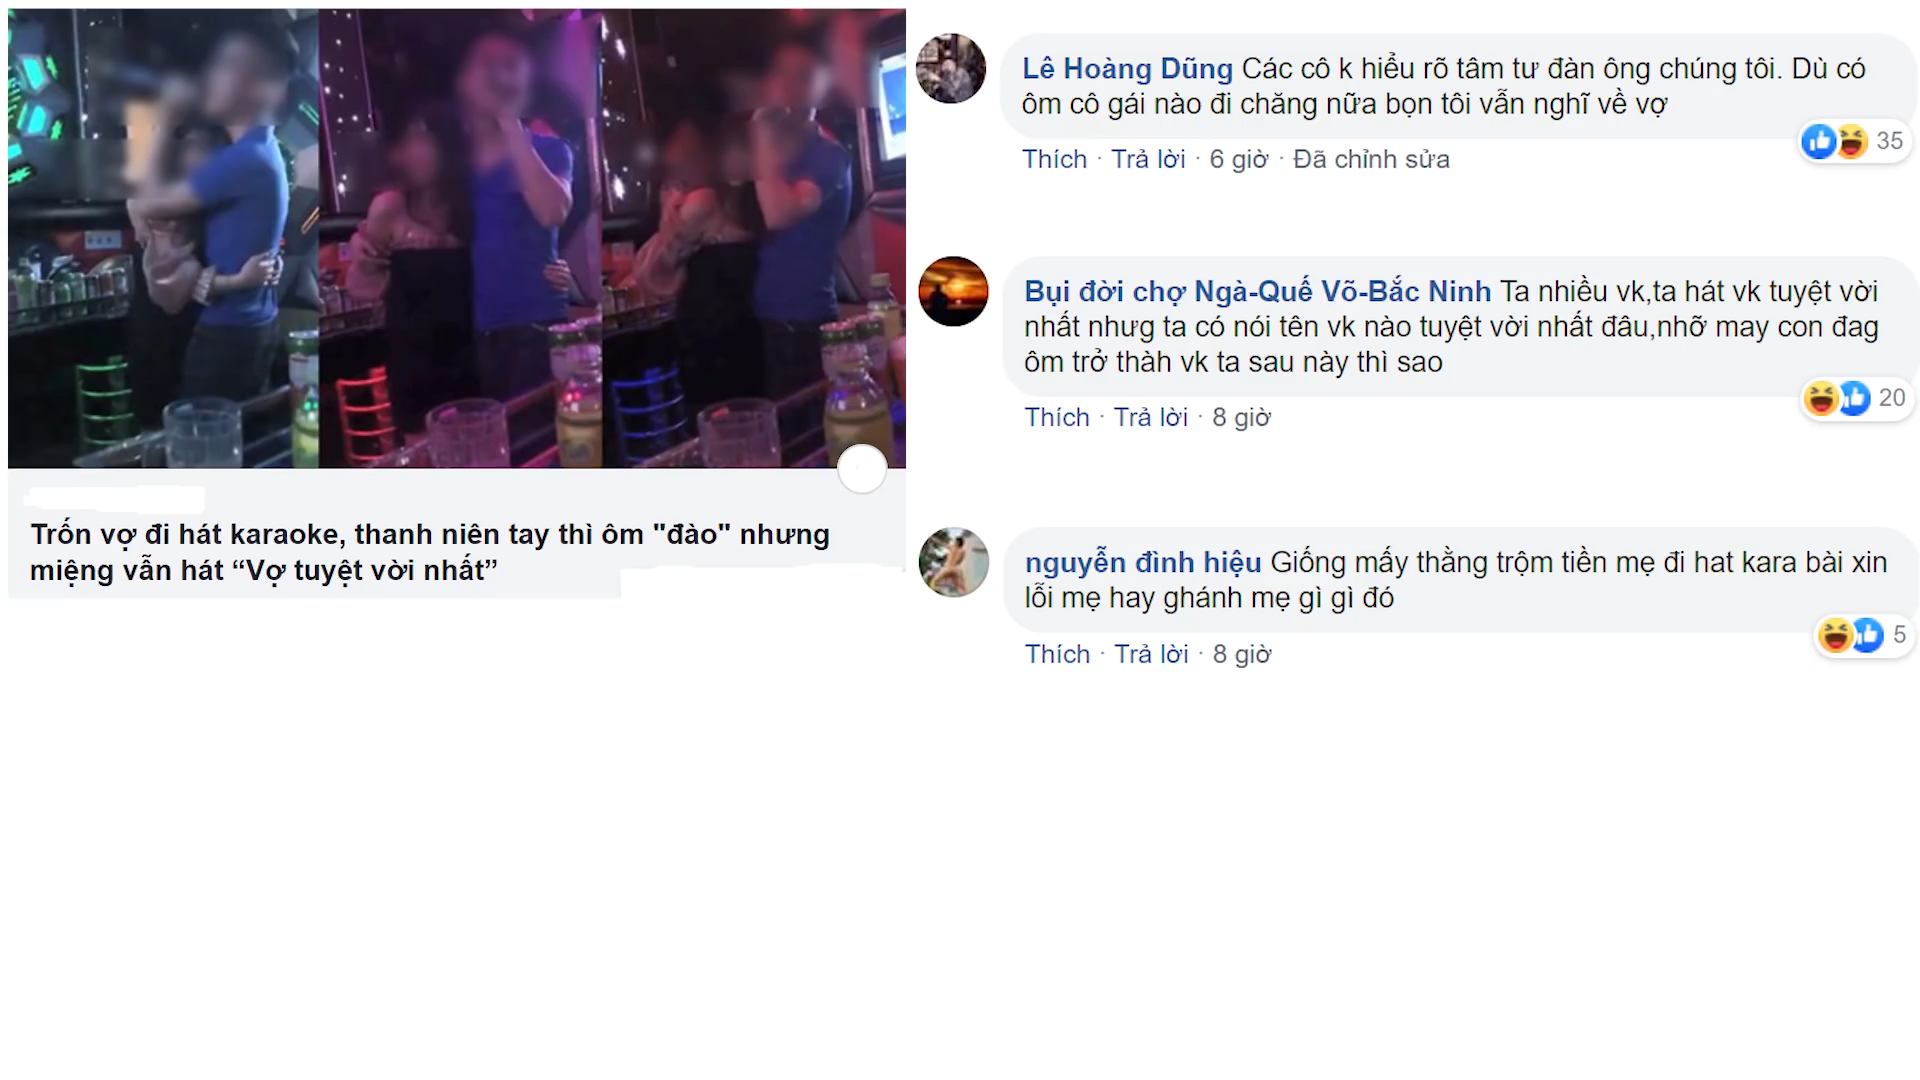 Trốn vợ đi hát karaoke, thanh niên tay thì ôm "đào" nhưng
miệng vẫn hát “Vợ tuyệt vời nhất”
Lê Hoàng Dũng Các cô k hiểu rõ tâm tư đàn ông chúng tôi. Dù có
ôm cô gái nào đi chăng nữa bọn tôi vẫn nghĩ về vợ
35
Thích · Trả lời · 6 giờ · Đã chỉnh sửa
Bụi đời chợ Ngà-Quế Võ-Bắc Ninh Ta nhiều vk,ta hát vk tuyệt vời
nhất nhưg ta có nói tên vk nào tuyệt vời nhất đâu,nhỡ may con đag
ôm trở thàh vk ta sau này thì sao
20
Thích · Trả lời · 8 giờ
nguyễn đình hiệu Giống mấy thằng trộm tiền mẹ đi hat kara bài xin
lỗi mẹ hay ghánh mẹ gì gì đó
5
Thích · Trả lời · 8 giờ